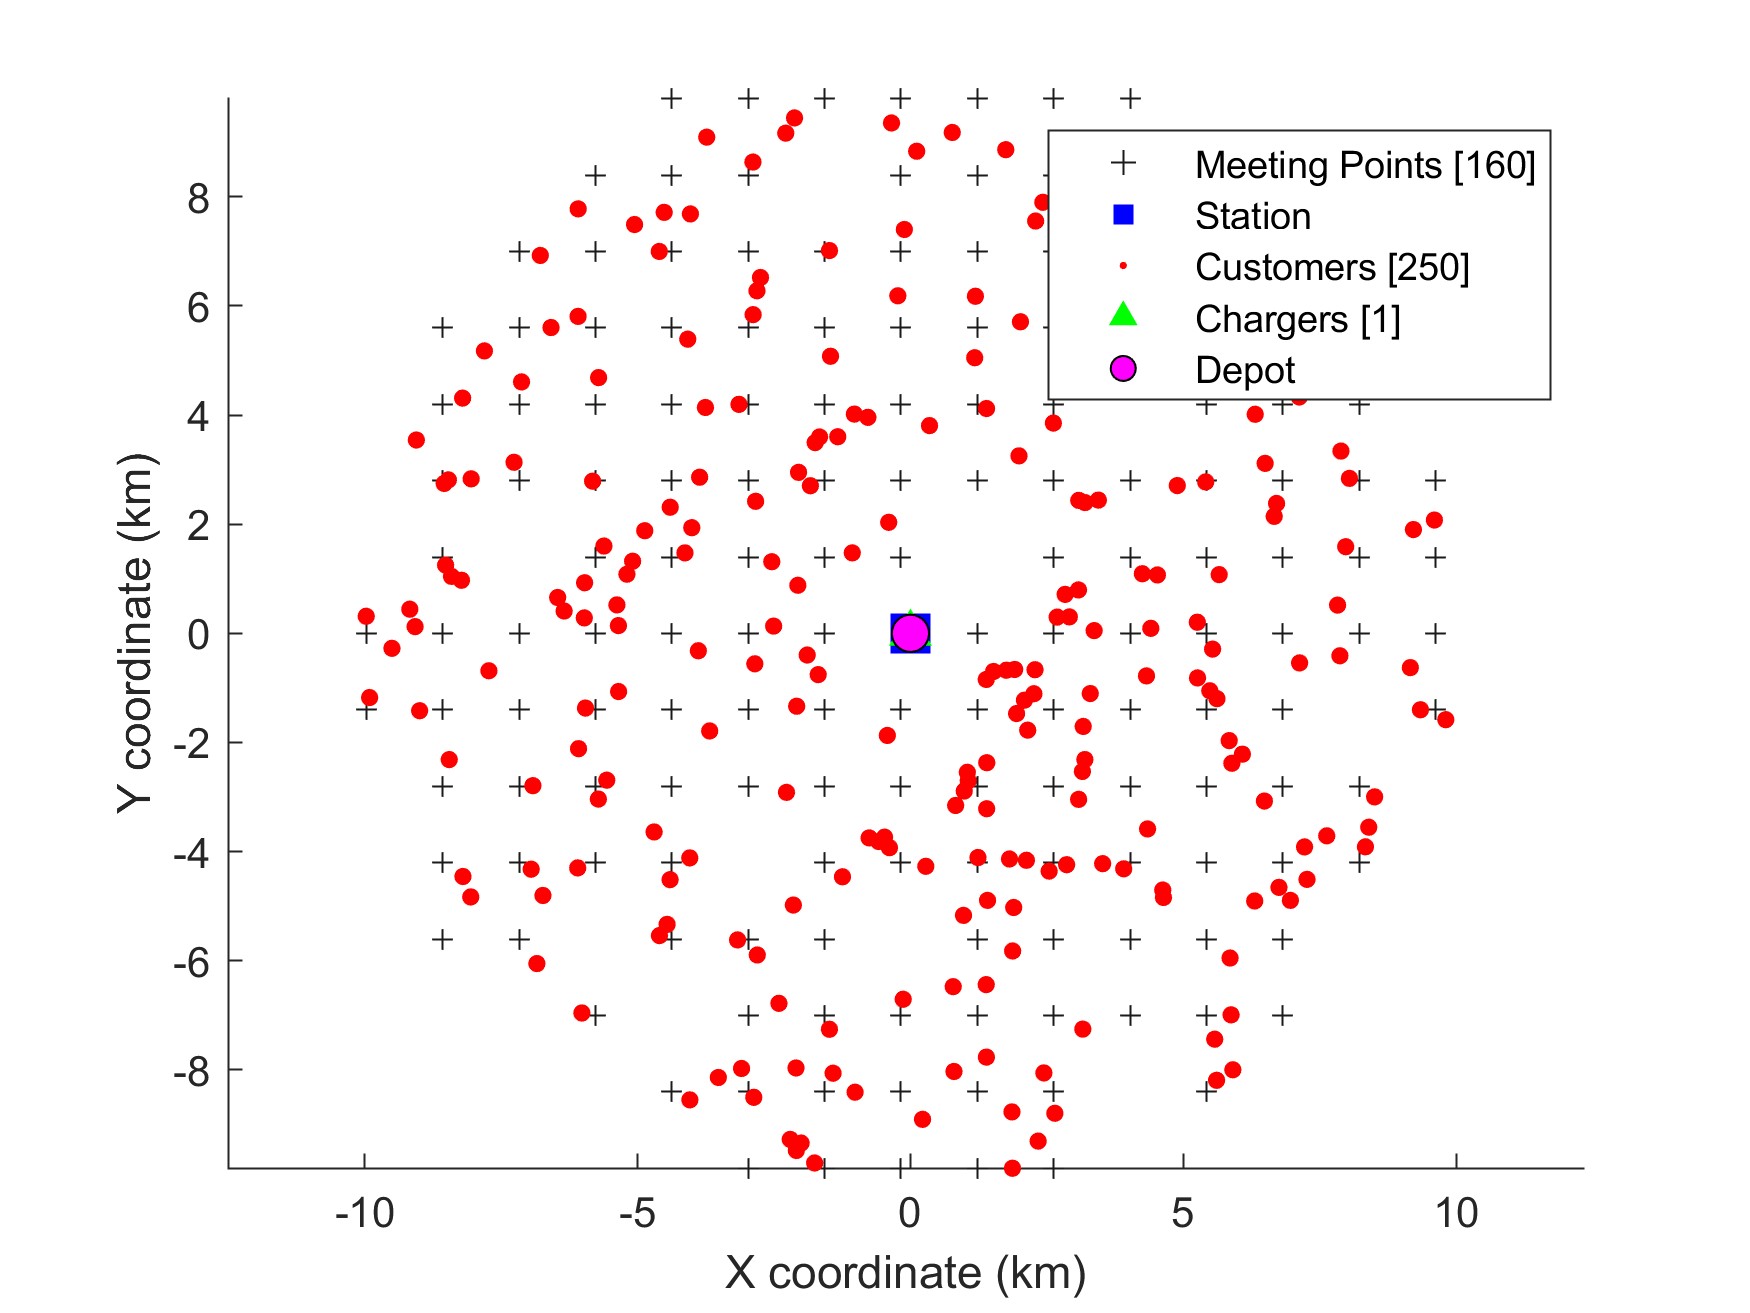 Meeting Points [160]
Station
Customers [250]
Chargers [1]
Depot
8
6
4
2
0
-2
-4
-6
-8
Y coordinate (km)
-10
-5
0
5
10
X coordinate (km)